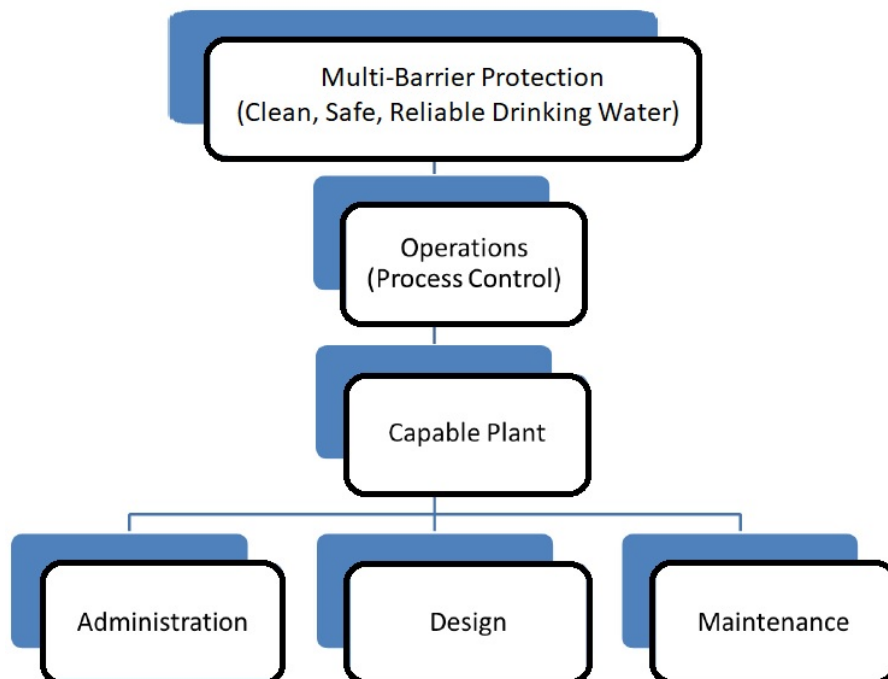 Multi-Barrier Protection
(Clean, Safe, Reliable Drinking Water)
Operations
(Process Control)
Capable Plant
Administration
Design
Maintenance